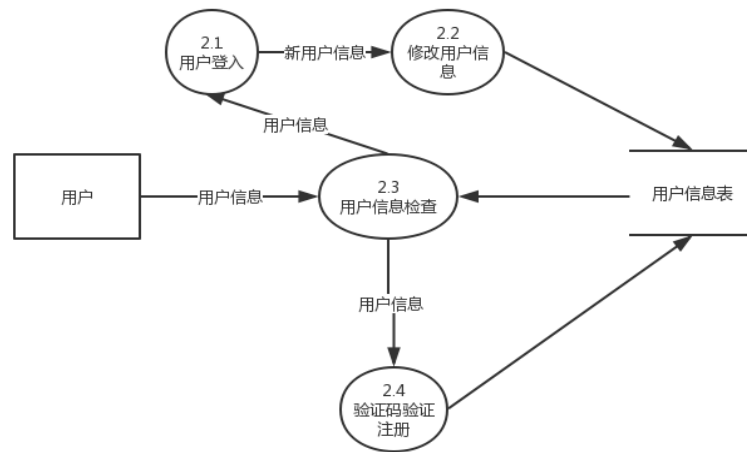 2.1
用户登入
新用户信息
2.2
修改用户信
息
用户信息
用户
用户信息
2.3
用户信息检查
用户信息表
用户信息
2.4
验证码验证
注册